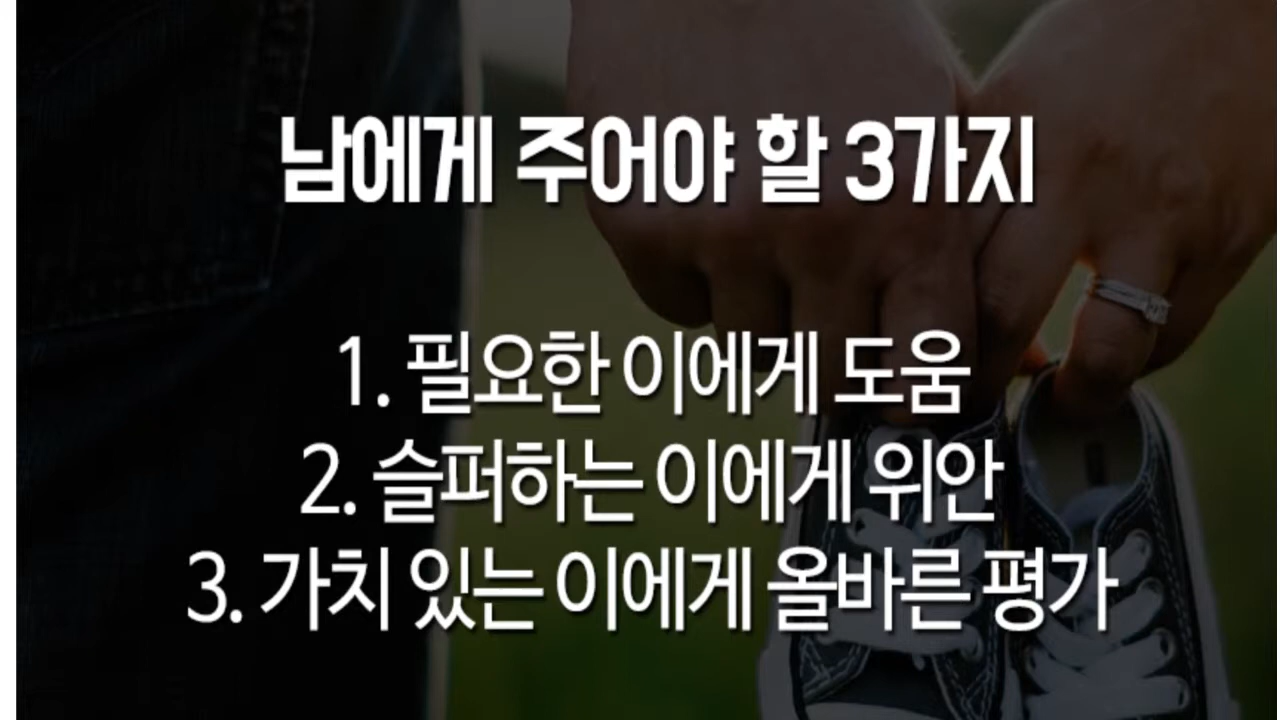 남에게 주어야 할 3가지
1. 필요한 이에게 도움
2. 슬퍼하는 이에게 위안
3. 가치 있는 이에게 올바른 평가